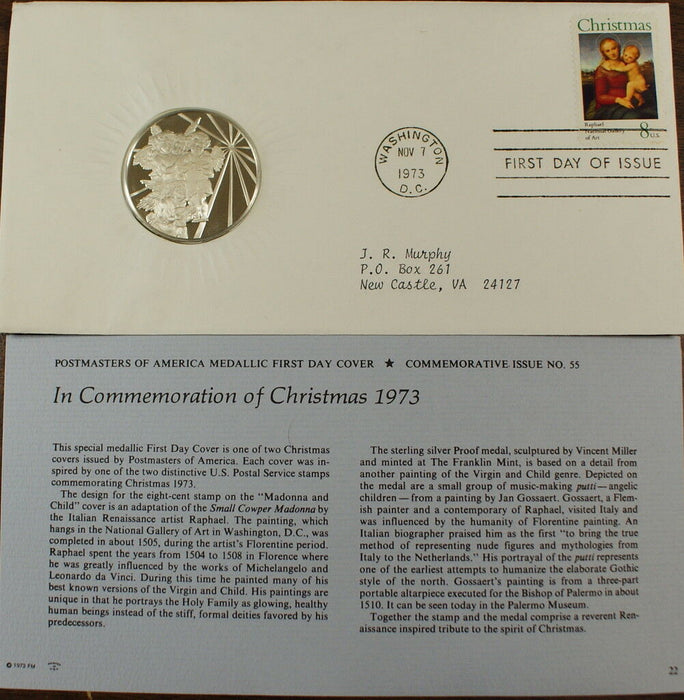 Christmas
Raphael
National Gallery
of Art
8 U.S.
WASHINGTON
NOV 7
1973
D.C.
FIRST DAY OF ISSUE
J. R. Murphy
P.O. Box 261
New Castle, VA 24127
POSTMASTERS OF AMERICA MEDALLIC FIRST DAY COVER ★ COMMEMORATIVE ISSUE NO. 55
In Commemoration of Christmas 1973
This special medallic First Day Cover is one of two Christmas
covers issued by Postmasters of America. Each cover was in-
spired by one of the two distinctive U.S. Postal Service stamps
commemorating Christmas 1973.
The design for the eight-cent stamp on the "Madonna and
Child" cover is an adaptation of the Small Cowper Madonna by
the Italian Renaissance artist Raphael. The painting, which
hangs in the National Gallery of Art in Washington, D.C., was
completed in about 1505, during the artist's Florentine period.
Raphael spent the years from 1504 to 1508 in Florence where
he was greatly influenced by the works of Michelangelo and
Leonardo da Vinci. During this time he painted many of his
best known versions of the Virgin and Child. His paintings are
unique in that he portrays the Holy Family as glowing, healthy
human beings instead of the stiff, formal deities favored by his
predecessors.
The sterling silver Proof medal, sculptured by Vincent Miller
and minted at The Franklin Mint, is based on a detail from
another painting of the Virgin and Child genre. Depicted on
the medal are a small group of music-making putti—angelic
children—from a painting by Jan Gossaert. Gossaert, a Flem-
ish painter and a contemporary of Raphael, visited Italy and
was influenced by the humanity of Florentine painting. An
Italian biographer praised him as the first "to bring the true
method of representing nude figures and mythologies from
Italy to the Netherlands." His portrayal of the putti represents
one of the earliest attempts to humanize the elaborate Gothic
style of the north. Gossaert's painting is from a three-part
portable altarpiece executed for the Bishop of Palermo in about
1510. It can be seen today in the Palermo Museum.
Together the stamp and the medal comprise a reverent Ren-
aissance inspired tribute to the spirit of Christmas.
© 1973 FM
22